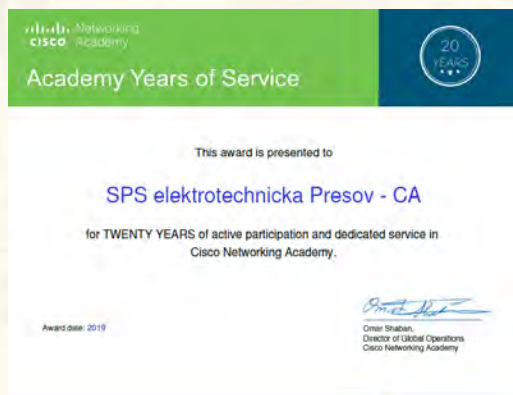 cisco Networking Academy
20 YEARS
Academy Years of Service
This award is presented to
SPS elektrotechnicka Presov - CA
for TWENTY YEARS of active participation and dedicated service in
Cisco Networking Academy.
Award date: 2019
Omar Shaban,
Director of Global Operations
Cisco Networking Academy